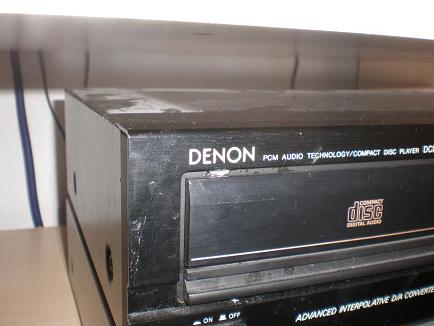 DENON PCM AUDIO TECHNOLOGY/COMPACT DISC PLAYER
COMPACT
disc
DIGITAL AUDIO
ON OFF
ADVANCED INTERPOLATIVE D/A CONVERTE